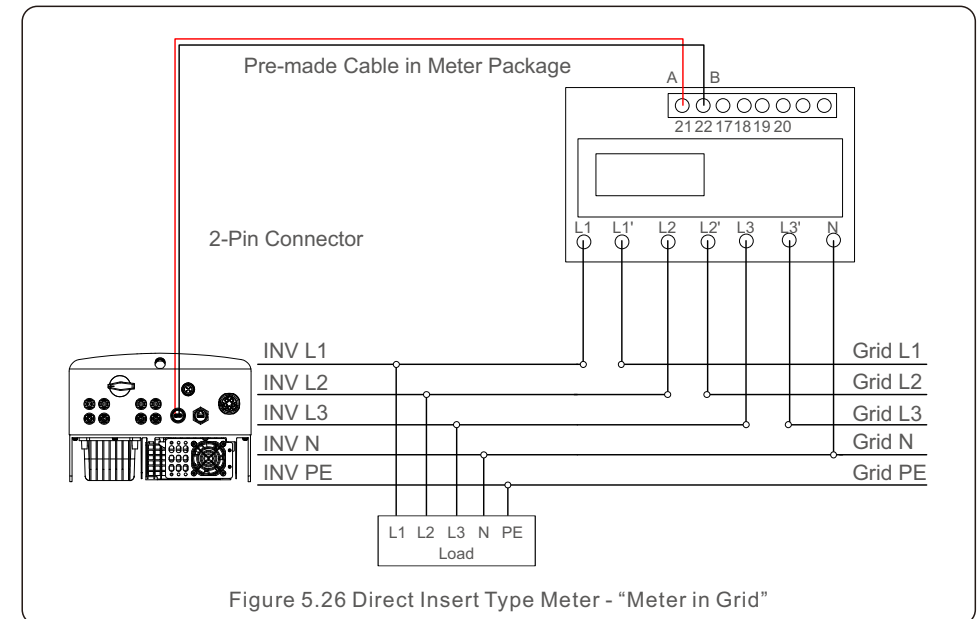 Pre-made Cable in Meter Package
A B
21 22 17 18 19 20
2-Pin Connector
L1 L1' L2 L2' L3 L3' N
INV L1 Grid L1
INV L2 Grid L2
INV L3 Grid L3
INV N Grid N
INV PE Grid PE
L1 L2 L3 N PE
Load
Figure 5.26 Direct Insert Type Meter - “Meter in Grid”